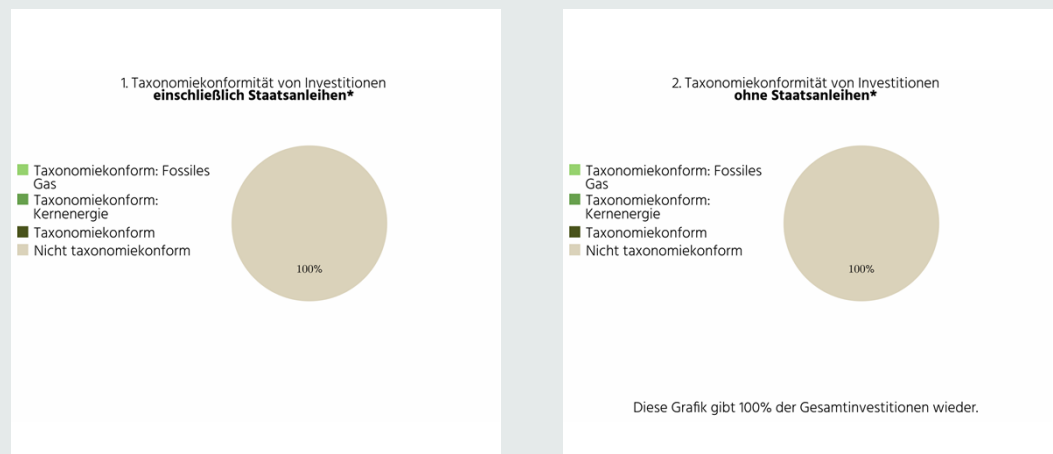 1. Taxonomiekonformität von Investitionen
einschließlich Staatsanleihen*
Taxonomiekonform: Fossiles
Gas
Taxonomiekonform:
Kernenergie
Taxonomiekonform
Nicht taxonomiekonform
100%
2. Taxonomiekonformität von Investitionen
ohne Staatsanleihen*
Taxonomiekonform: Fossiles
Gas
Taxonomiekonform:
Kernenergie
Taxonomiekonform
Nicht taxonomiekonform
100%
Diese Grafik gibt 100% der Gesamtinvestitionen wieder.